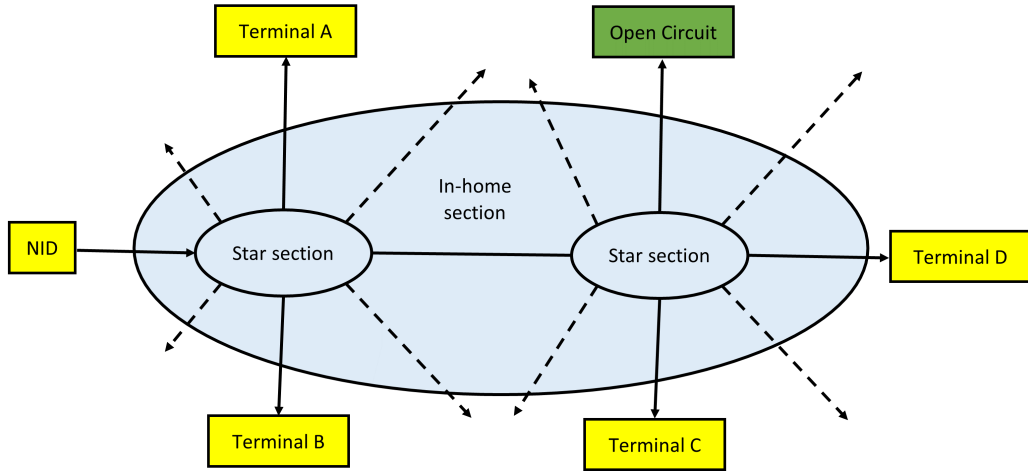 Terminal A
Open Circuit
In-home
section
NID
Star section
Star section
Terminal D
Terminal B
Terminal C